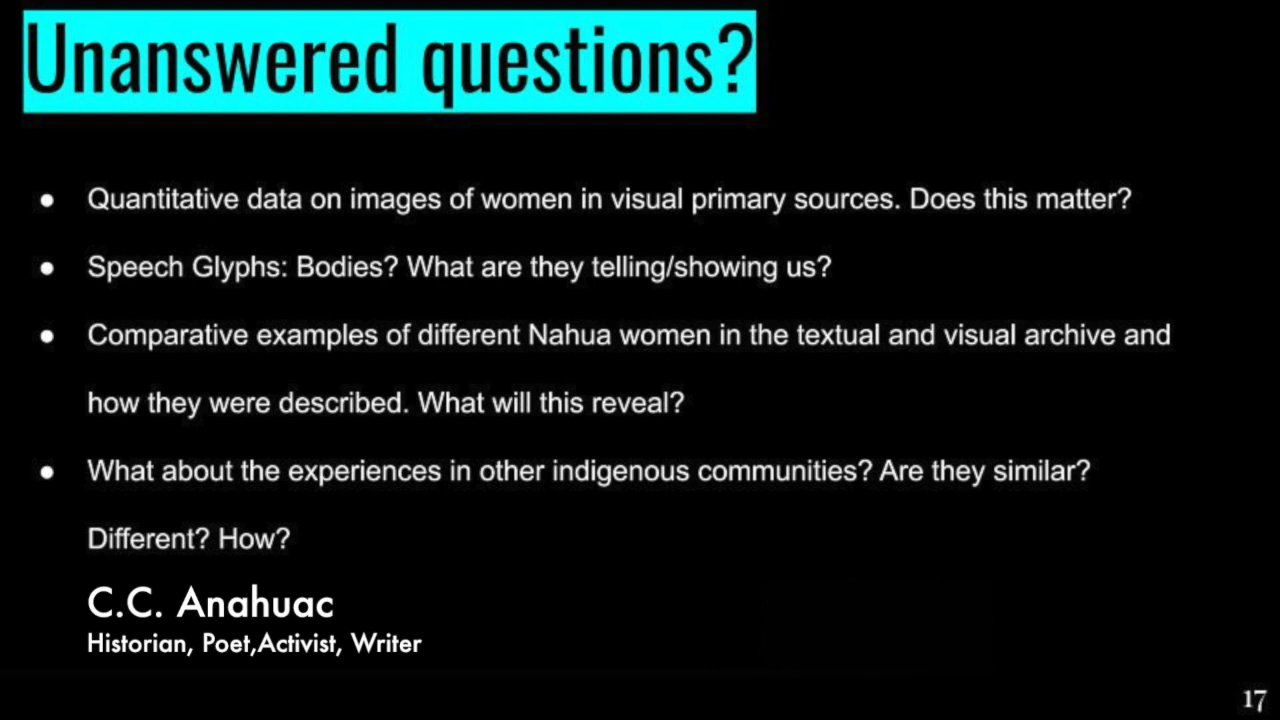 Unanswered questions?
● Quantitative data on images of women in visual primary sources. Does this matter?
● Speech Glyphs: Bodies? What are they telling/showing us?
● Comparative examples of different Nahua women in the textual and visual archive and
how they were described. What will this reveal?
● What about the experiences in other indigenous communities? Are they similar?
Different? How?
C.C. Anahuac
Historian, Poet,Activist, Writer
17